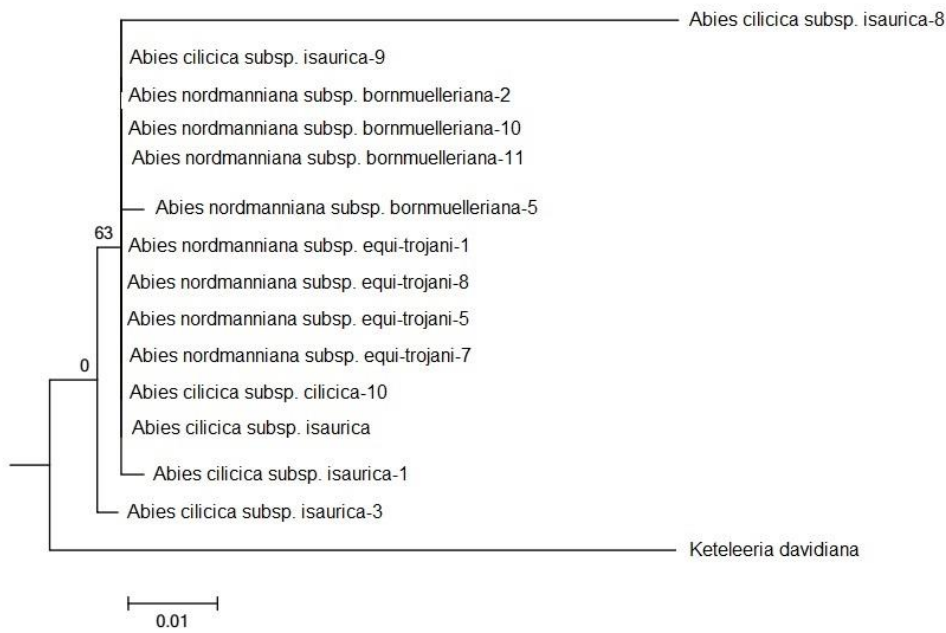 Abies cilicica subsp. isaurica-8
Abies cilicica subsp. isaurica-9
Abies nordmanniana subsp. bornmuelleriana-2
Abies nordmanniana subsp. bornmuelleriana-10
Abies nordmanniana subsp. bornmuelleriana-11
Abies nordmanniana subsp. bornmuelleriana-5
63
Abies nordmanniana subsp. equi-trojani-1
Abies nordmanniana subsp. equi-trojani-8
Abies nordmanniana subsp. equi-trojani-5
Abies nordmanniana subsp. equi-trojani-7
0
Abies cilicica subsp. cilicica-10
Abies cilicica subsp. isaurica
Abies cilicica subsp. isaurica-1
Abies cilicica subsp. isaurica-3
Keteleeria davidiana
0.01